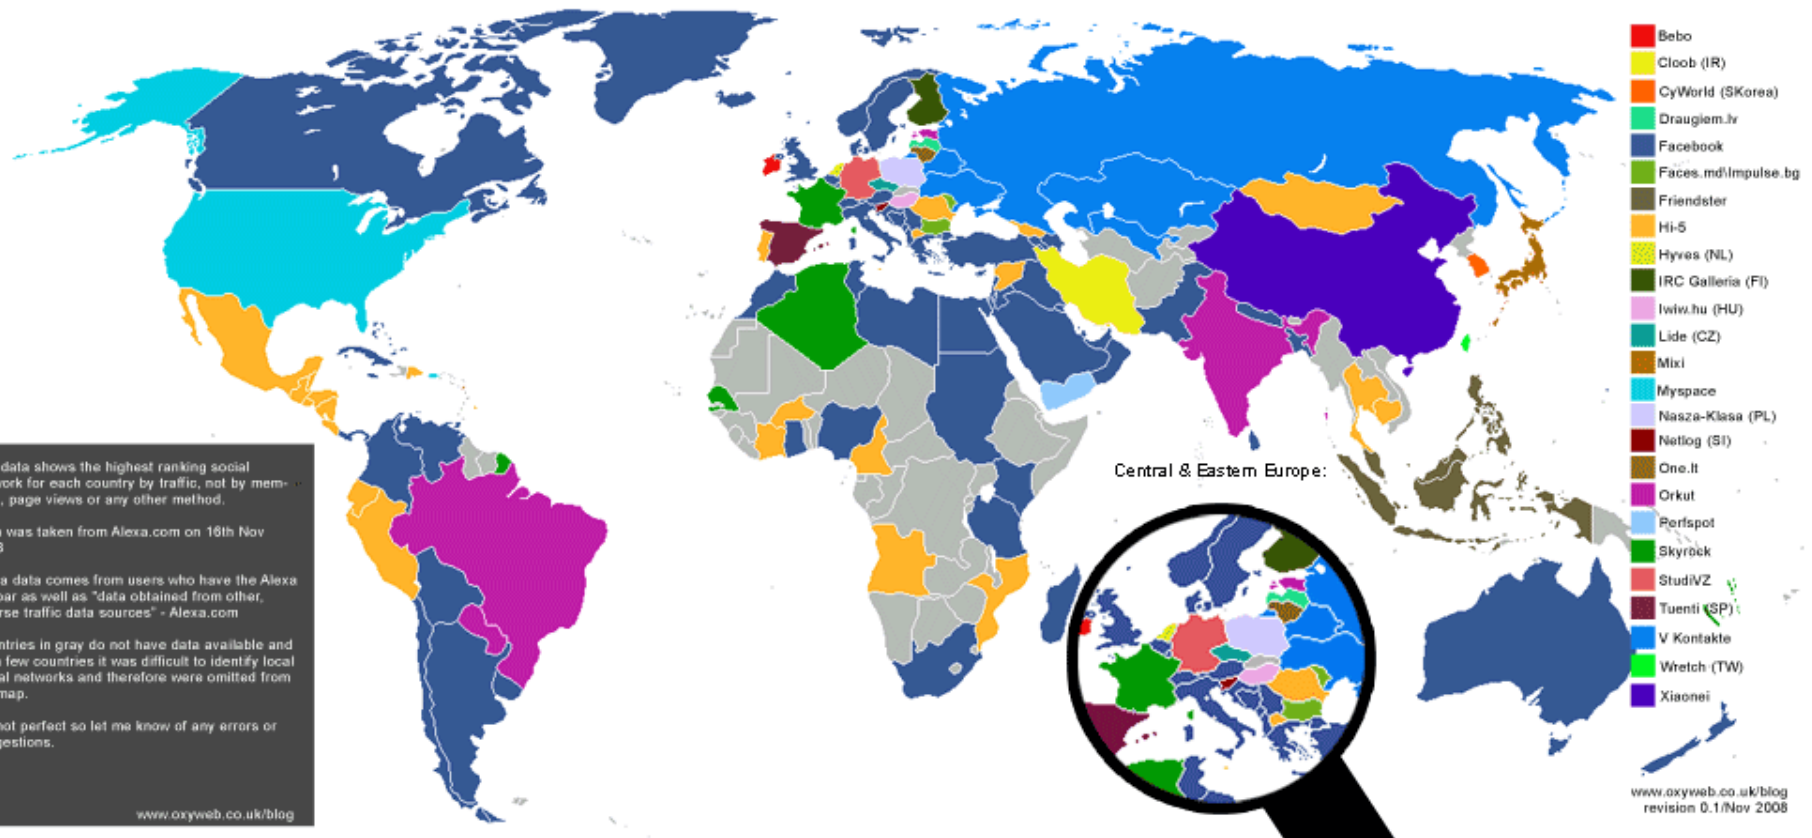 Bebo
Cloob (IR)
CyWorld (SKorea)
Draugiem.lv
Facebook
Faces.md\Impulse.bg
Friendster
Hi-5
Hyves (NL)
IRC Galleria (FI)
Iwiw.hu (HU)
Lide (CZ)
Mixi
Myspace
Nasza-Klasa (PL)
Netlog (SI)
One.lt
Orkut
Perfspot
Skyrock
StudiVZ
Tuenti (SP)
V Kontakte
Wretch (TW)
Xiaonei
www.oxyweb.co.uk/blog
revision 0.1/Nov 2008
Central & Eastern Europe:
data shows the highest ranking social
work for each country by traffic, not by mem-
, page views or any other method.
was taken from Alexa.com on 16th Nov
a data comes from users who have the Alexa
bar as well as "data obtained from other,
rse traffic data sources" - Alexa.com
ntries in gray do not have data available and
few countries it was difficult to identify local
al networks and therefore were omitted from
map.
not perfect so let me know of any errors or
gestions.
www.oxyweb.co.uk/blog